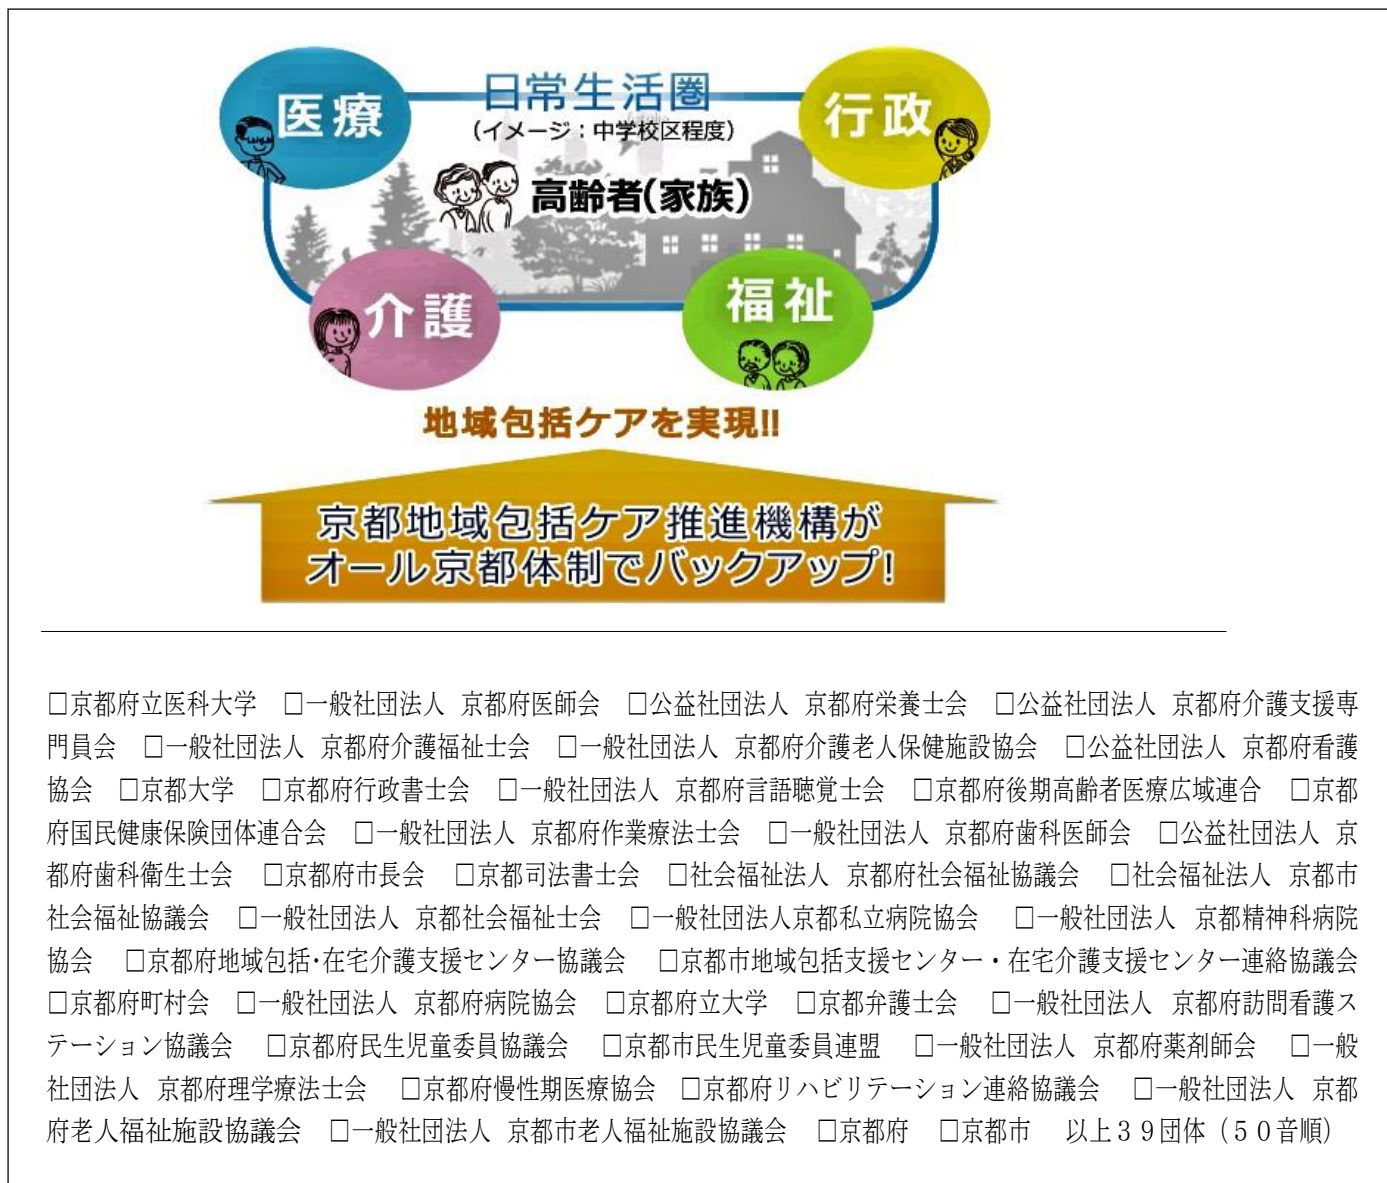 医療
日常生活圏
(イメージ：中学校区程度)
行政
高齢者(家族)
介護
福祉
地域包括ケアを実現!!
京都地域包括ケア推進機構が
オール京都体制でバックアップ!
□京都府立医科大学　□一般社団法人 京都府医師会　□公益社団法人 京都府栄養士会　□公益社団法人 京都府介護支援専
門員会　□一般社団法人 京都府介護福祉士会　□一般社団法人 京都府介護老人保健施設協会　□公益社団法人 京都府看護
協会　□京都大学　□京都府行政書士会　□一般社団法人 京都府言語聴覚士会　□京都府後期高齢者医療広域連合　□京都
府国民健康保険団体連合会　□一般社団法人 京都府作業療法士会　□一般社団法人 京都府歯科医師会　□公益社団法人 京
都府歯科衛生士会　□京都府市長会　□京都司法書士会　□社会福祉法人 京都府社会福祉協議会　□社会福祉法人 京都市
社会福祉協議会　□一般社団法人 京都社会福祉士会　□一般社団法人京都私立病院協会　□一般社団法人 京都精神科病院
協会　□京都府地域包括･在宅介護支援センター協議会　□京都市地域包括支援センター・在宅介護支援センター連絡協議会
□京都府町村会　□一般社団法人 京都府病院協会　□京都府立大学　□京都弁護士会　□一般社団法人 京都府訪問看護ス
テーション協議会　□京都府民生児童委員協議会　□京都市民生児童委員連盟　□一般社団法人 京都府薬剤師会　□一般
社団法人 京都府理学療法士会　□京都府慢性期医療協会　□京都府リハビリテーション連絡協議会　□一般社団法人 京都
府老人福祉施設協議会　□一般社団法人 京都市老人福祉施設協議会　□京都府　□京都市　以上３９団体（５０音順）